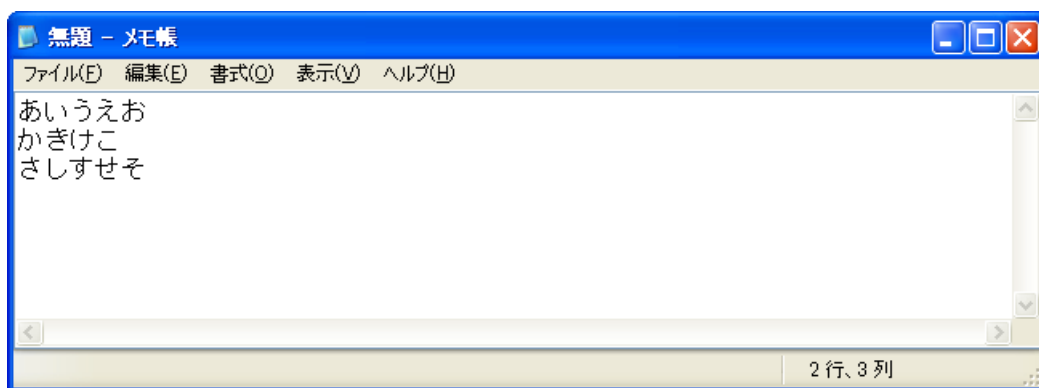 無題 - メモ帳
ファイル(F) 編集(E) 書式(O) 表示(V) ヘルプ(H)
あいうえお
かきけこ
さしすせそ
2 行、3 列